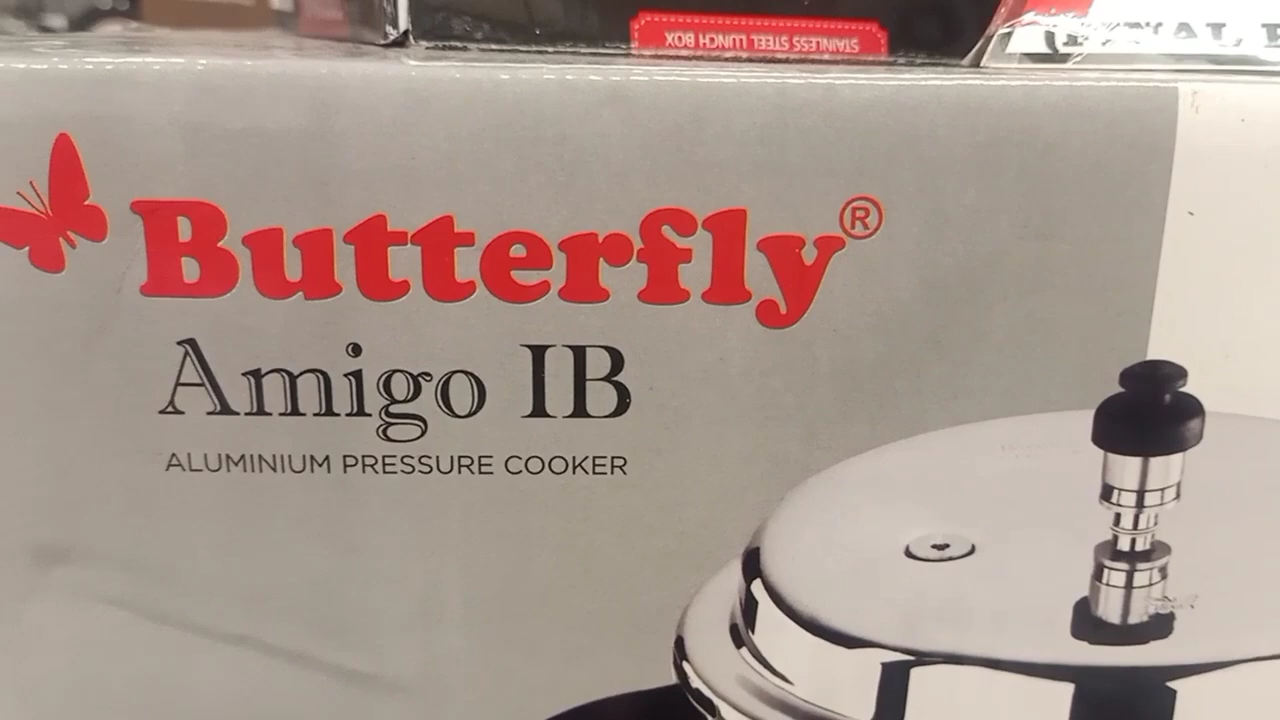 STAINLESS STEEL LUNCH BOX
Butterfly®
Amigo IB
ALUMINIUM PRESSURE COOKER